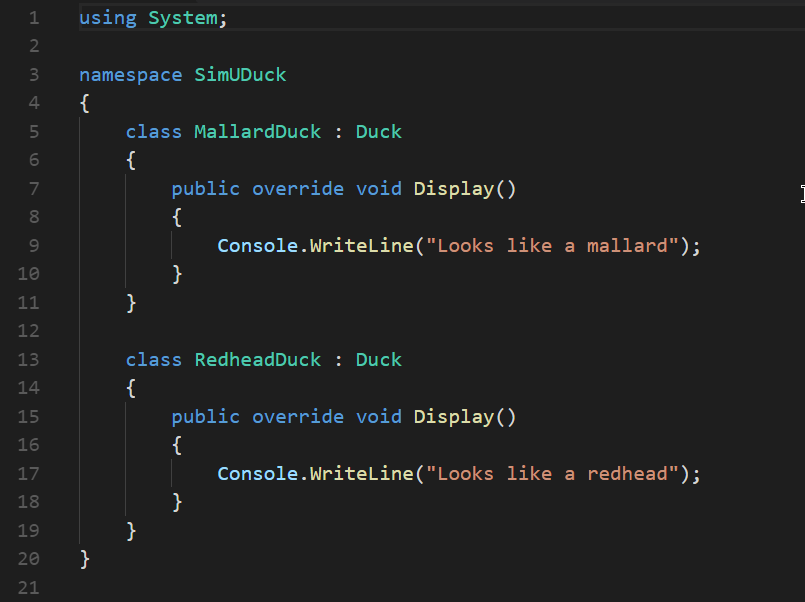 1 using System;
2
3 namespace SimUDuck
4 {
5     class MallardDuck : Duck
6     {
7         public override void Display()
8         {
9             Console.WriteLine("Looks like a mallard");
10         }
11     }
12
13     class RedheadDuck : Duck
14     {
15         public override void Display()
16         {
17             Console.WriteLine("Looks like a redhead");
18         }
19     }
20 }
21